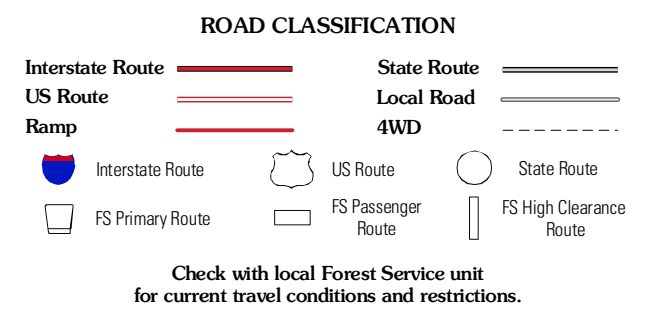 ROAD CLASSIFICATION
Interstate Route
State Route
US Route
Local Road
Ramp
4WD
Interstate Route
US Route
State Route
FS Primary Route
FS Passenger
Route
FS High Clearance
Route
Check with local Forest Service unit
for current travel conditions and restrictions.